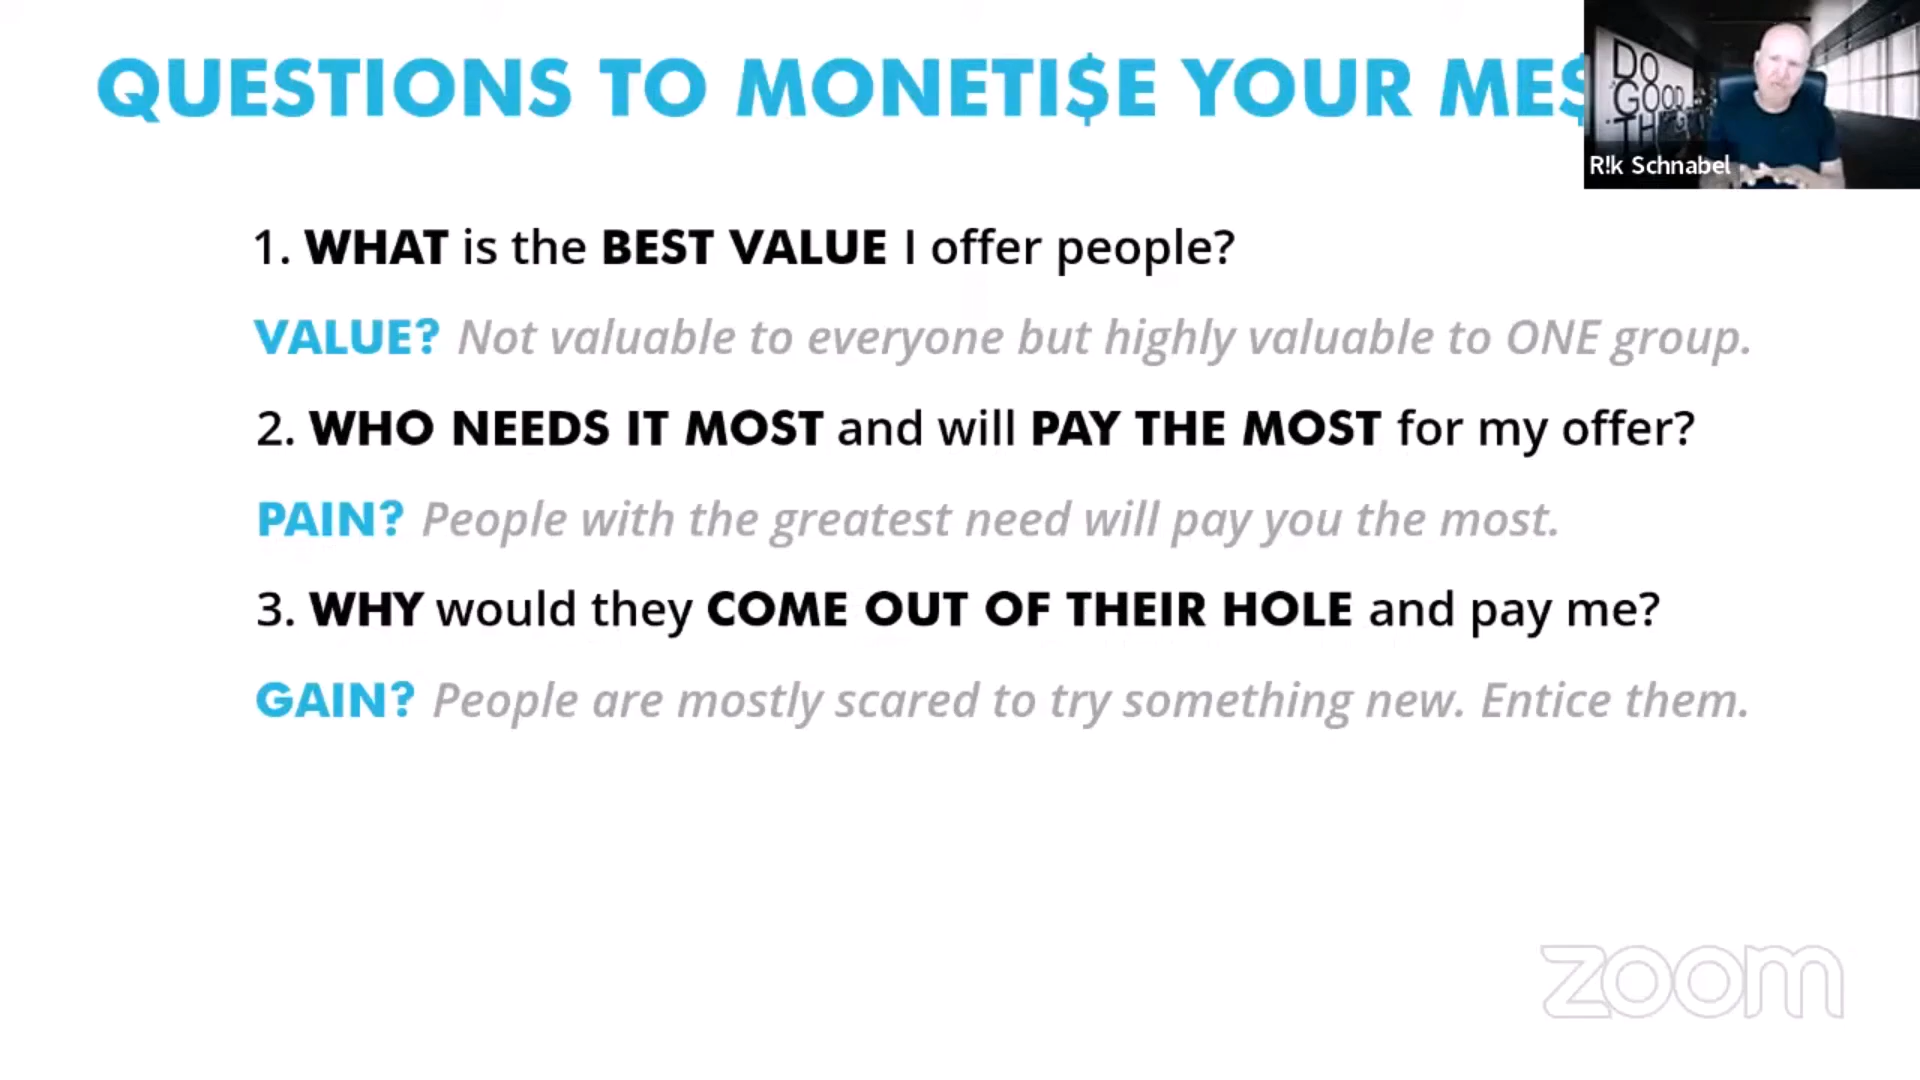 QUESTIONS TO MONETI$E YOUR
DO
GOOD
R!k Schnabel
1. WHAT is the BEST VALUE I offer people?
VALUE? Not valuable to everyone but highly valuable to ONE group.
2. WHO NEEDS IT MOST and will PAY THE MOST for my offer?
PAIN? People with the greatest need will pay you the most.
3. WHY would they COME OUT OF THEIR HOLE and pay me?
GAIN? People are mostly scared to try something new. Entice them.
zoom